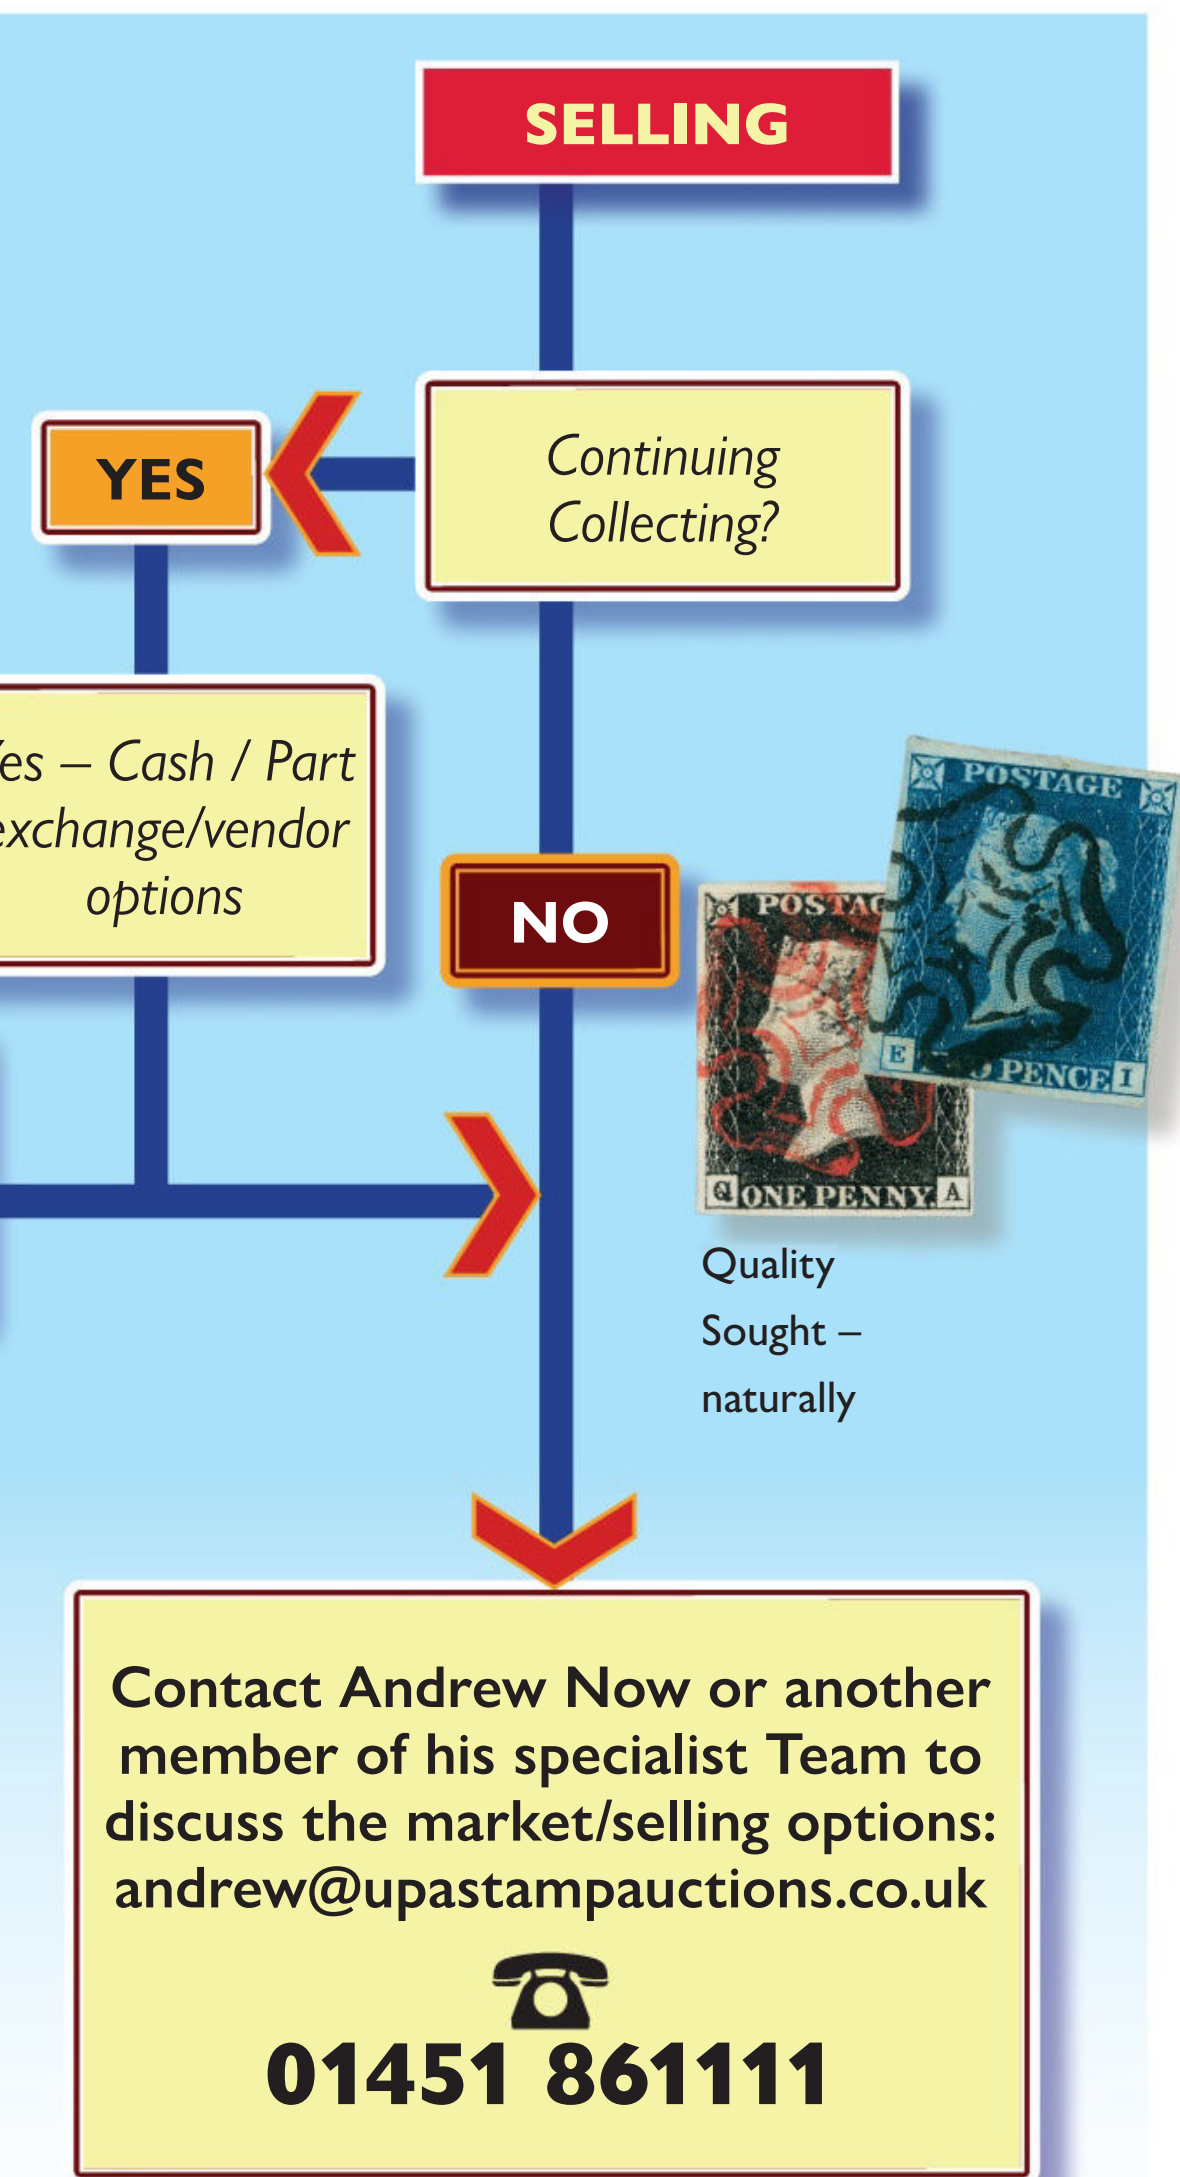 SELLING
Continuing
Collecting?
YES
es – Cash / Part
exchange/vendor
options
NO
POSTAGE
E
PENCE
I
POSTAG
Q
ONE PENNY.
A
Quality
Sought –
naturally
Contact Andrew Now or another
member of his specialist Team to
discuss the market/selling options:
andrew@upastampauctions.co.uk
01451 861111